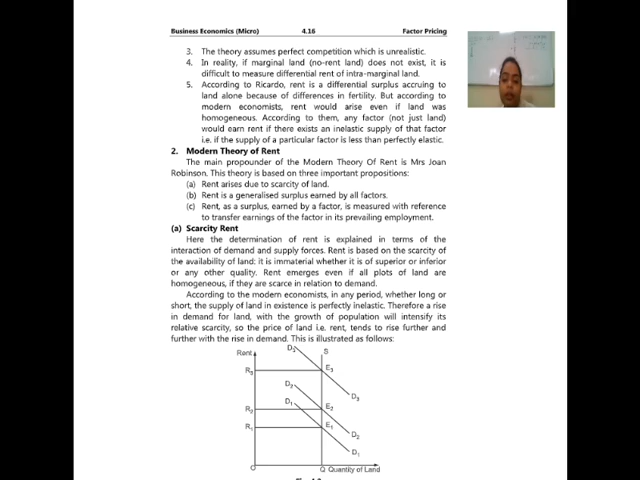 Business Economics (Micro) 4.16 Factor Pricing
3. The theory assumes perfect competition which is unrealistic.
4. In reality, if marginal land (no-rent land) does not exist, it is
difficult to measure differential rent of intra-marginal land.
5. According to Ricardo, rent is a differential surplus accruing to
land alone because of differences in fertility. But according to
modern economists, rent would arise even if land was
homogeneous. According to them, any factor (not just land)
would earn rent if there exists an inelastic supply of that factor
i.e. if the supply of a particular factor is less than perfectly elastic.
2. Modern Theory of Rent
The main propounder of the Modern Theory Of Rent is Mrs Joan
Robinson. This theory is based on three important propositions:
(a) Rent arises due to scarcity of land.
(b) Rent is a generalised surplus earned by all factors.
(c) Rent, as a surplus, earned by a factor, is measured with reference
to transfer earnings of the factor in its prevailing employment.
(a) Scarcity Rent
Here the determination of rent is explained in terms of the
interaction of demand and supply forces. Rent is based on the scarcity of
the availability of land; it is immaterial whether it is of superior or inferior
or any other quality. Rent emerges even if all plots of land are
homogeneous, if they are scarce in relation to demand.
According to the modern economists, in any period, whether long or
short, the supply of land in existence is perfectly inelastic. Therefore a rise
in demand for land, with the growth of population will intensify its
relative scarcity, so the price of land i.e. rent, tends to rise further and
further with the rise in demand. This is illustrated as follows:
Rent D3 S
R3 E3
D2 D3
R2 D1 E2
R1 E1 D2
D1
O Q Quantity of Land